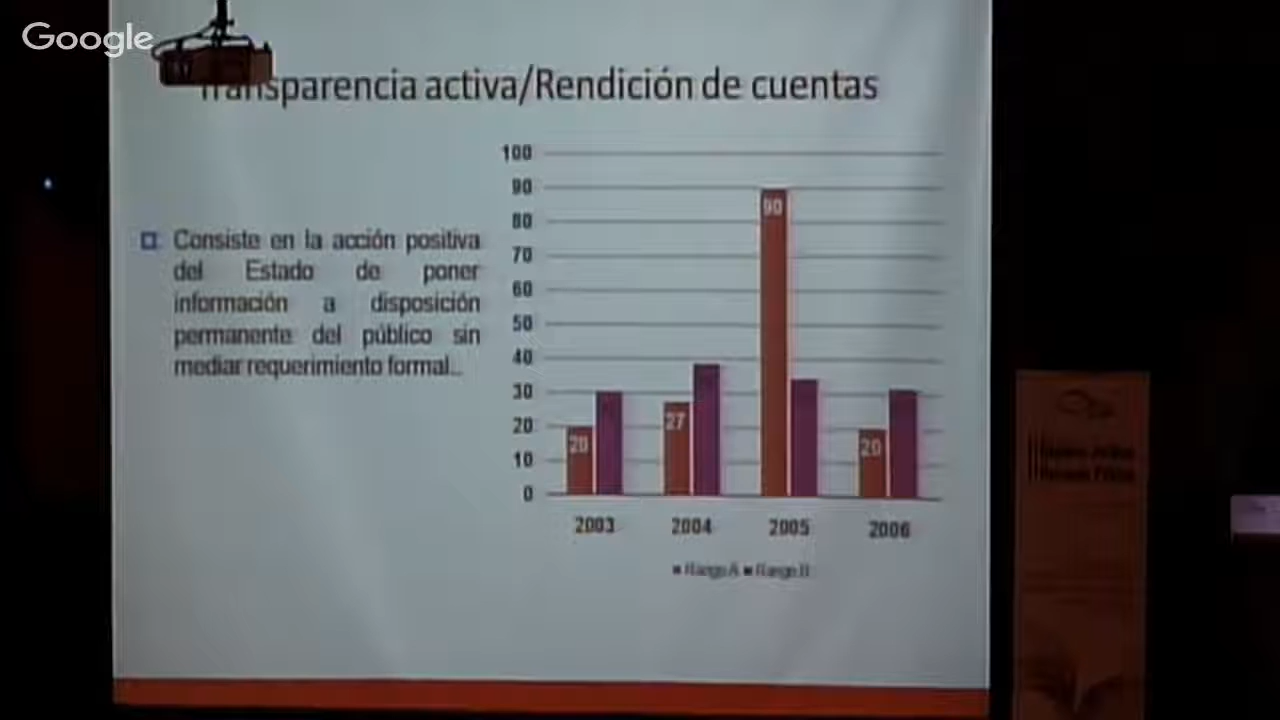 Google
Transparencia activa/Rendición de cuentas
Consiste en la acción positiva
del Estado de poner
información a disposición
permanente del público sin
mediar requerimiento formal...
100
90
80
70
60
50
40
30
20
10
0
20
27
90
20
2003 2004 2005 2006
Rango A Rango B